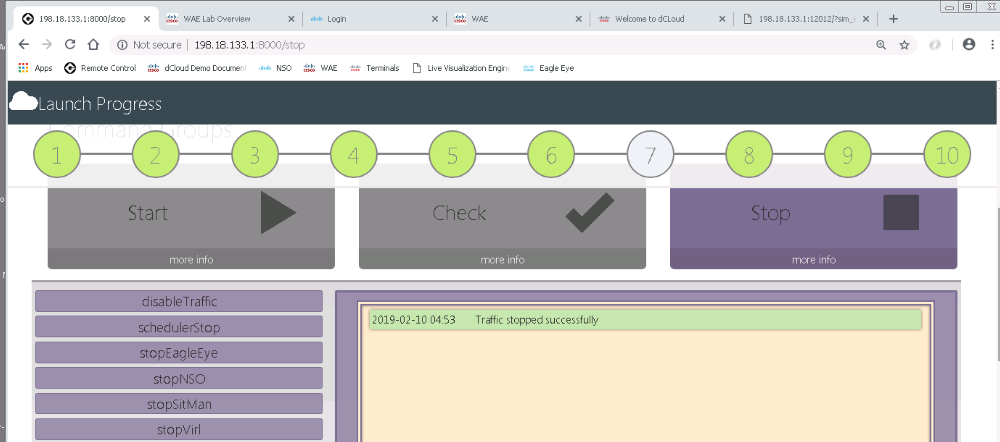 198.18.133.1:8000/stop
WAE Lab Overview
Login
WAE
Welcome to dCLoud
198.18.133.1:12012/?sim_i
Not secure | 198.18.133.1:8000/stop
Apps
Remote Control
dCloud Demo Document
NSO
WAE
Terminals
Live Visualization Engine
Eagle Eye
Launch Progress
Command Groups
1
2
3
4
5
6
7
8
9
10
Start
Check
Stop
more info
more info
more info
disableTraffic
schedulerStop
stopEagleEye
stopNSO
stopSitMan
stopVirl
2019-02-10 04:53 Traffic stopped successfully